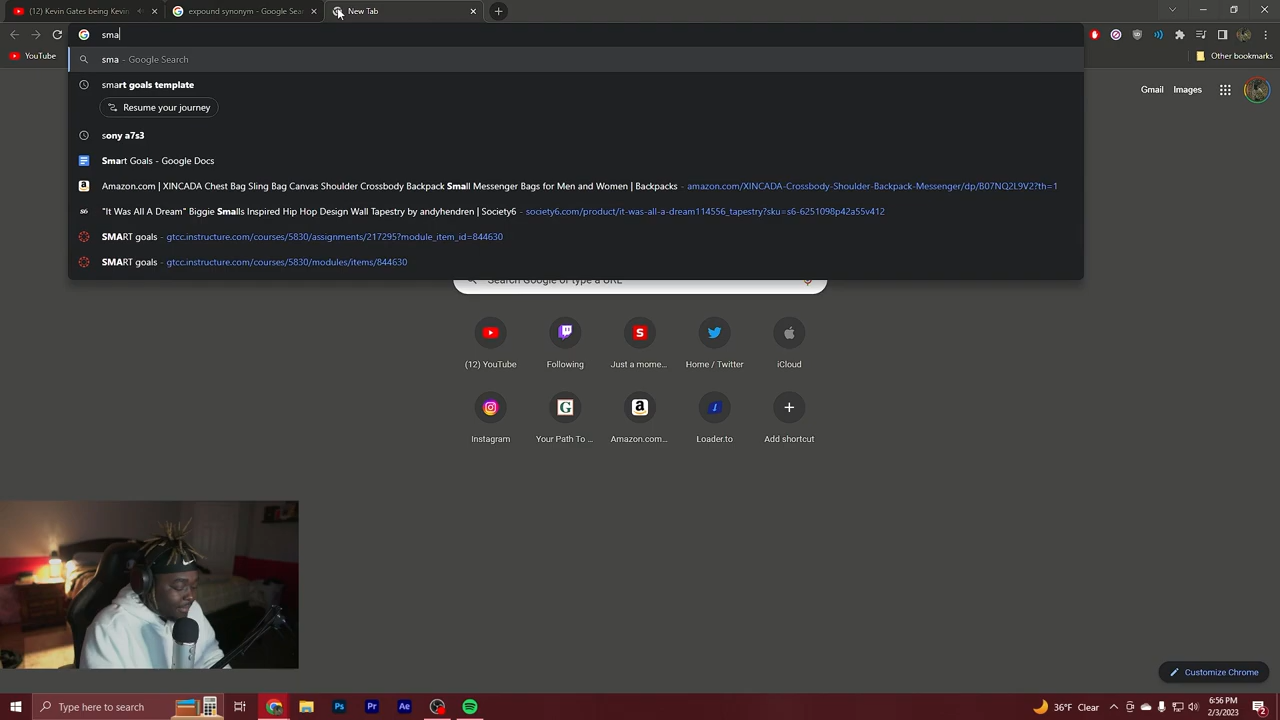 (12) Kevin Gates being Kevin
expound synonym - Google Sea
New Tab
sma
YouTube
Other bookmarks
sma - Google Search
smart goals template
Resume your journey
sony a7s3
Smart Goals - Google Docs
Amazon.com | XINCADA Chest Bag Sling Bag Canvas Shoulder Crossbody Backpack Small Messenger Bags for Men and Women | Backpacks - amazon.com/XINCADA-Crossbody-Shoulder-Backpack-Messenger/dp/B07NQ2L9V2?th=1
"It Was All A Dream" Biggie Smalls Inspired Hip Hop Design Wall Tapestry by andyhendren | Society6 - society6.com/product/it-was-all-a-dream114556_tapestry?sku=s6-6251098p42a55v412
SMART goals - gtcc.instructure.com/courses/5830/assignments/217295?module_item_id=844630
SMART goals - gtcc.instructure.com/courses/5830/modules/items/844630
Gmail Images
Search Google or type a URL
(12) YouTube Following Just a mome... Home / Twitter iCloud
Instagram Your Path To ... Amazon.com... Loader.to Add shortcut
Customize Chrome
Type here to search
Ps Pr Ae
36°F Clear
6:56 PM
2/3/2023
2